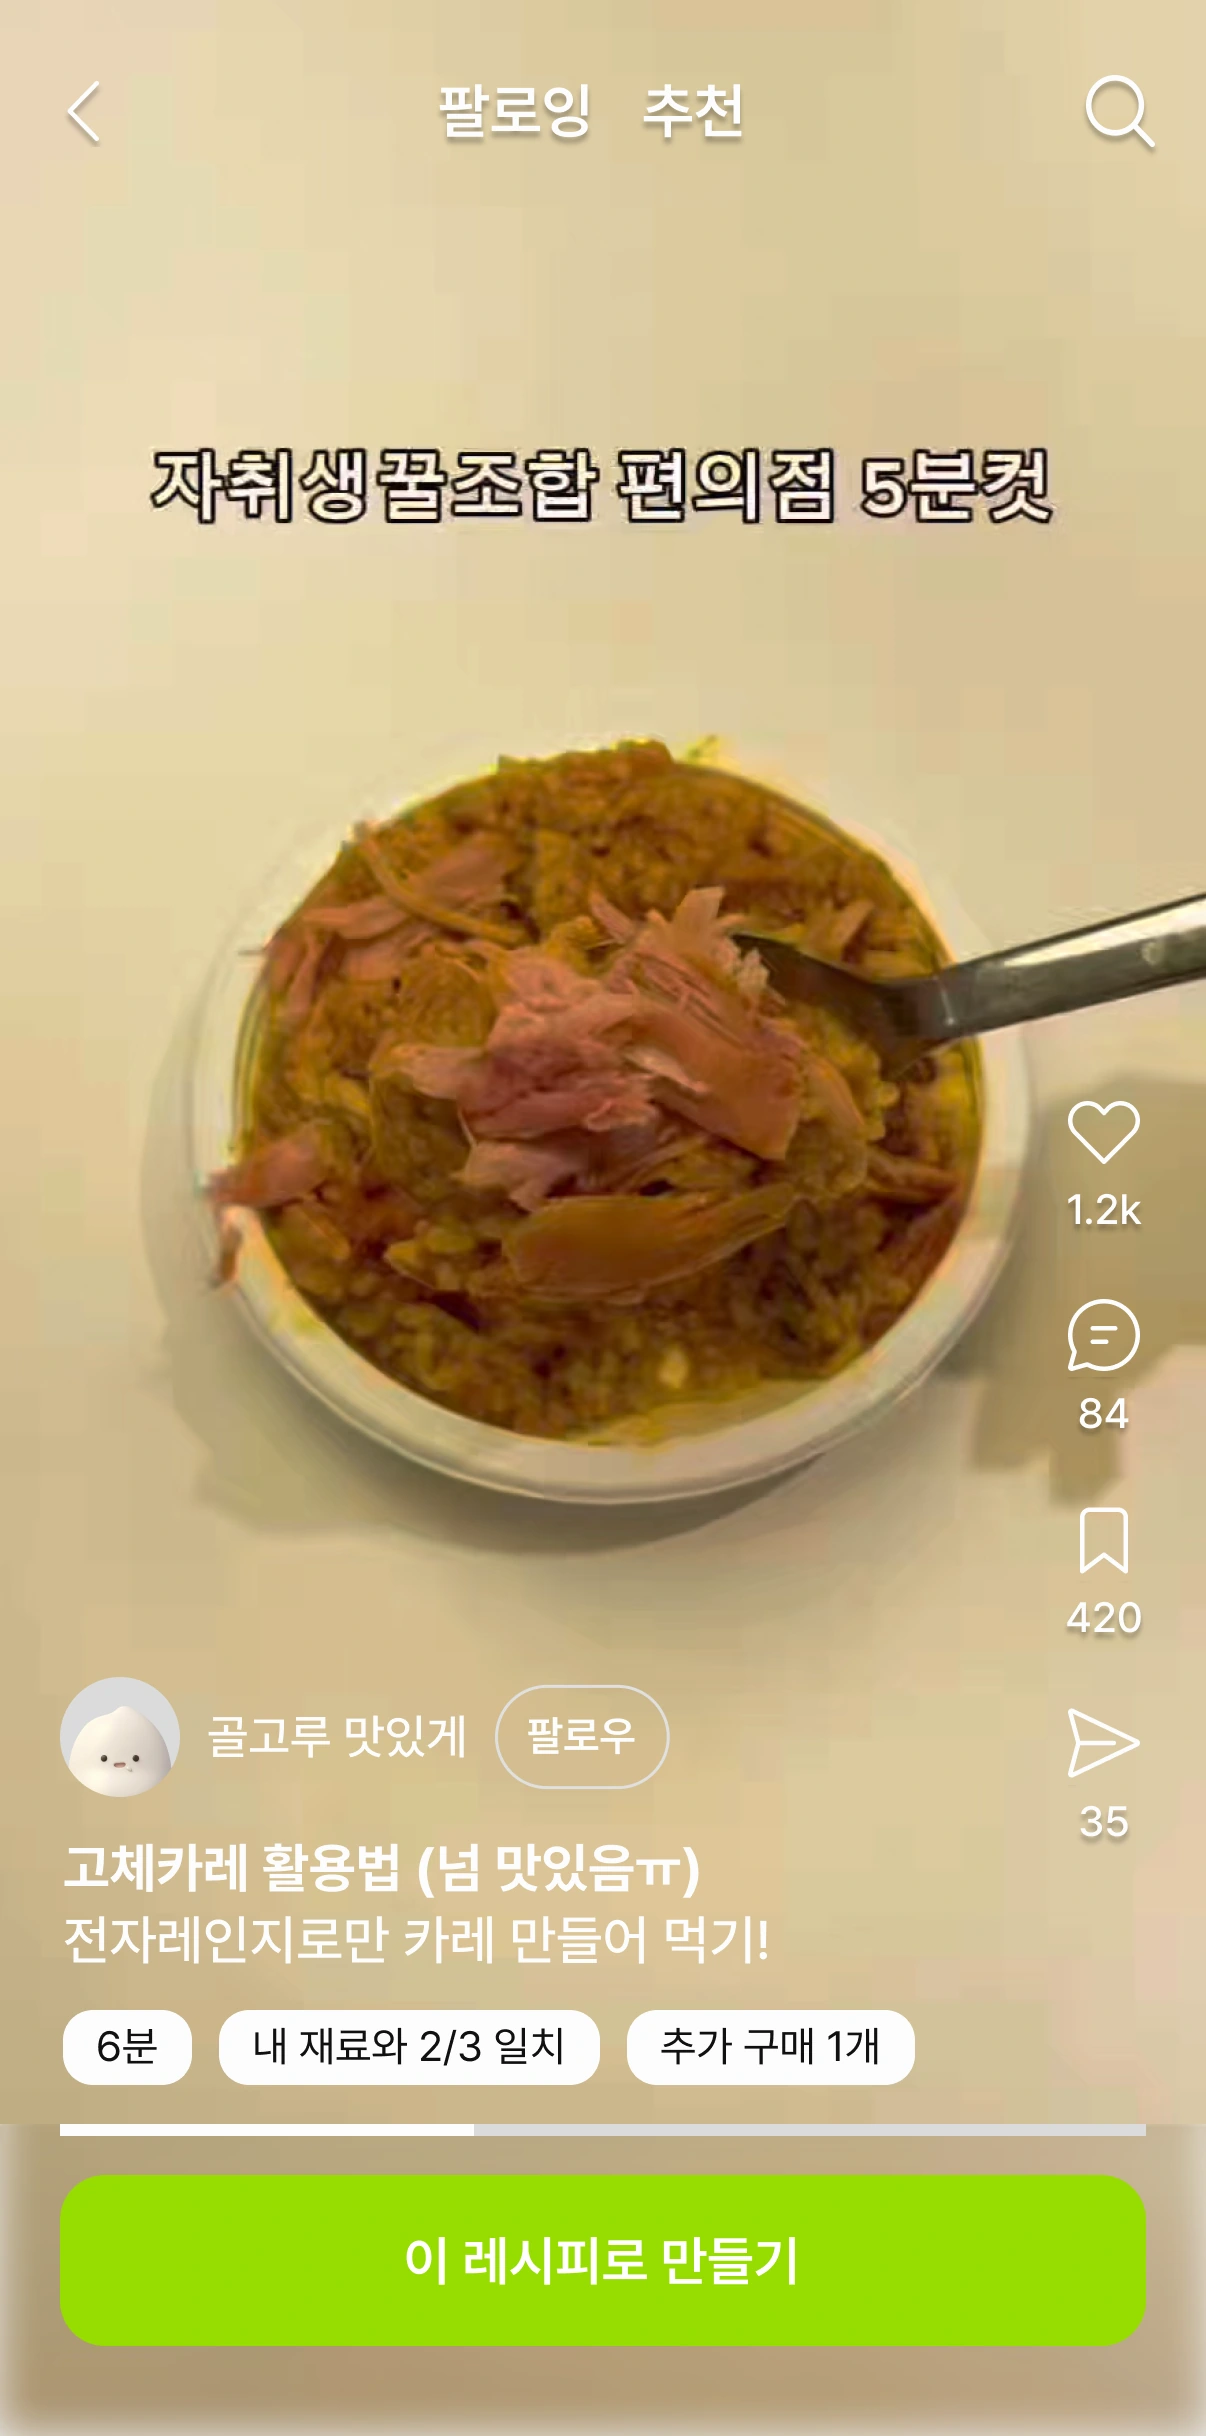 팔로잉 추천
자취생꿀조합 편의점 5분컷
1.2k
84
420
35
골고루 맛있게 팔로우
고체카레 활용법 (넘 맛있음ㅠ)
전자레인지로만 카레 만들어 먹기!
6분 내 재료와 2/3 일치 추가 구매 1개
이 레시피로 만들기